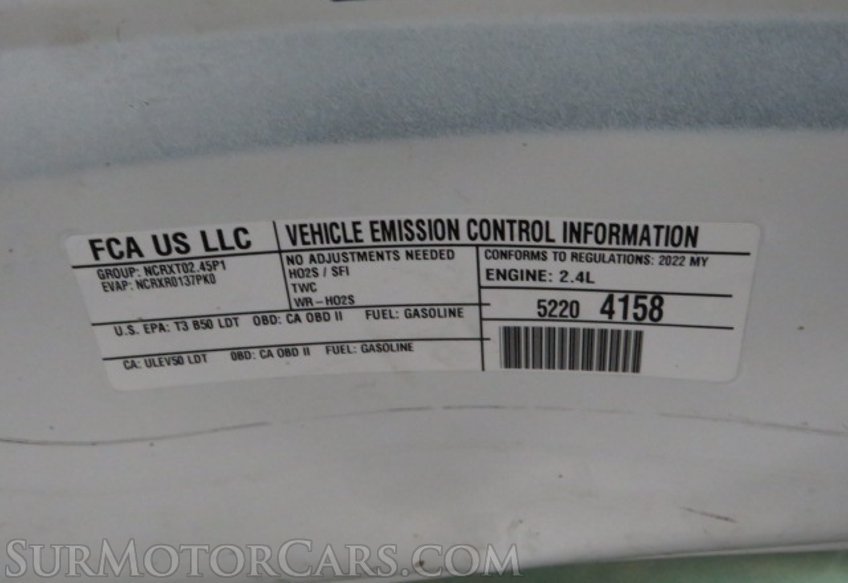 FCA US LLC
VEHICLE EMISSION CONTROL INFORMATION
GROUP: NCRXT02.45P1
EVAP: NCRXR0137PK0
NO ADJUSTMENTS NEEDED
HO2S / SFI
TWC
WR-HO2S
CONFORMS TO REGULATIONS: 2022 MY
ENGINE: 2.4L
5220 4158
U.S. EPA: T3 B50 LDT OBD: CA OBD II FUEL: GASOLINE
CA: ULEV50 LDT OBD: CA OBD II FUEL: GASOLINE
SurMotorCars.com